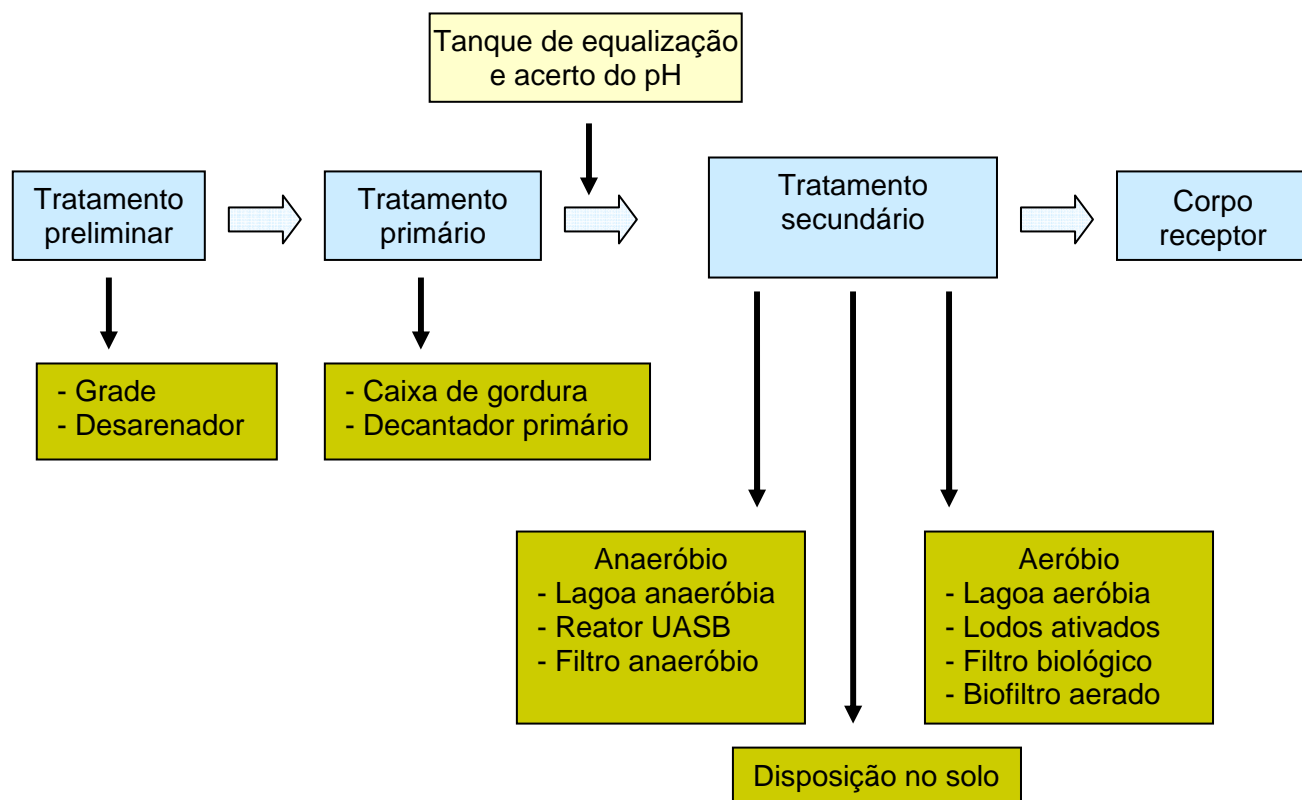 Tanque de equalização
e acerto do pH
Tratamento
preliminar
Tratamento
primário
Tratamento
secundário
Corpo
receptor
- Grade
- Desarenador
- Caixa de gordura
- Decantador primário
Anaeróbio
- Lagoa anaeróbia
- Reator UASB
- Filtro anaeróbio
Aeróbio
- Lagoa aeróbia
- Lodos ativados
- Filtro biológico
- Biofiltro aerado
Disposição no solo